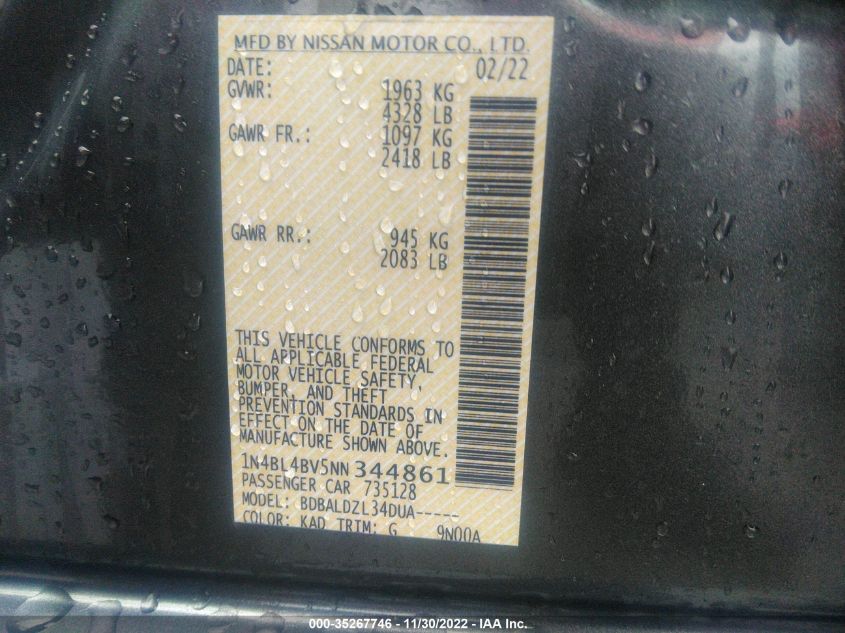 MFD BY NISSAN MOTOR CO., LTD.
DATE: 02/22
GVWR: 1963 KG
4328 LB
GAWR FR.: 1097 KG
2418 LB
GAWR RR.: 945 KG
2083 LB
THIS VEHICLE CONFORMS TO
ALL APPLICABLE FEDERAL
MOTOR VEHICLE SAFETY,
BUMPER, AND THEFT
PREVENTION STANDARDS IN
EFFECT ON THE DATE OF
MANUFACTURE SHOWN ABOVE.
1N4BL4BV5NN344861
PASSENGER CAR 735128
MODEL: BDBALDZL34DUA-----
COLOR: KAD TRIM: G 9N00A
000-35267746 - 11/30/2022 - IAA Inc.